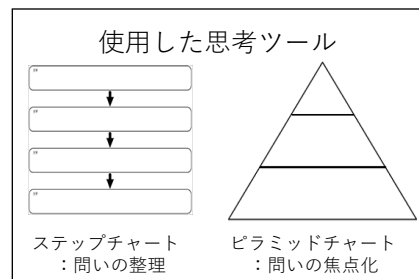 使用した思考ツール
ステップチャート
：問いの整理
ピラミッドチャート
：問いの焦点化